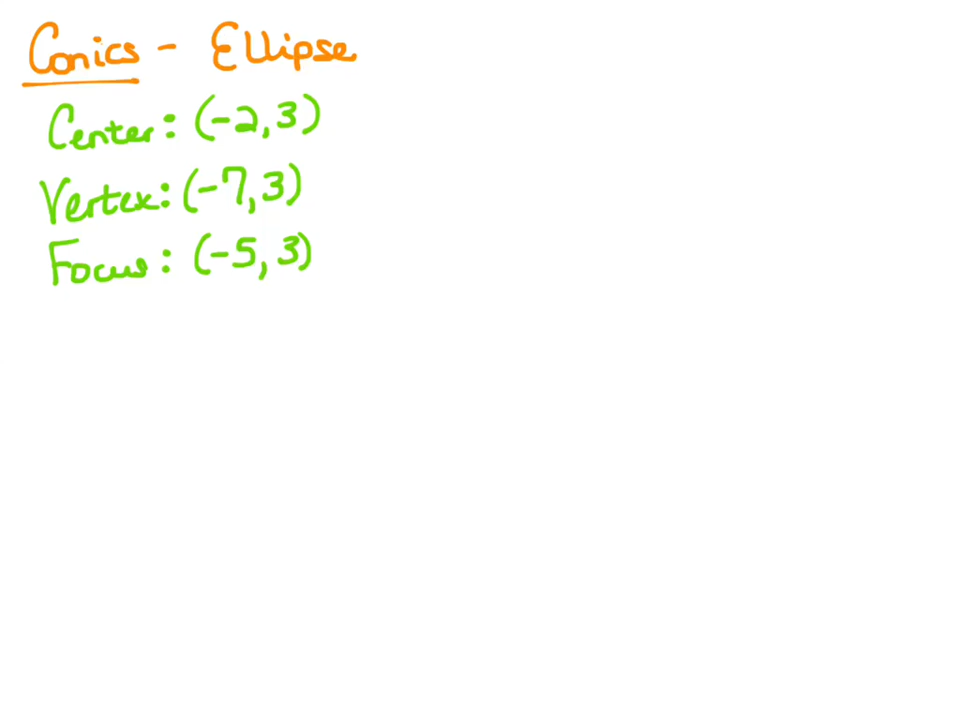 Conics - Ellipse
Center: (-2,3)
Vertex: (-7,3)
Focus: (-5,3)